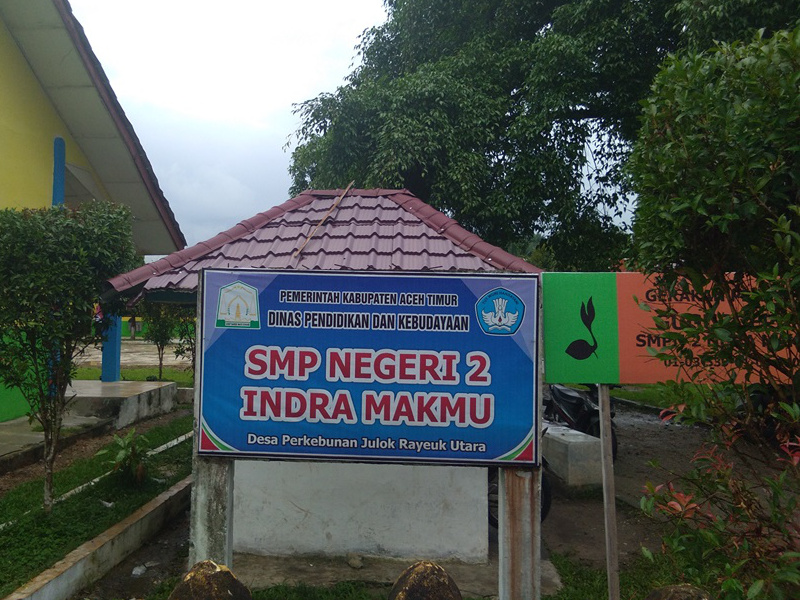 PEMERINTAH KABUPATEN ACEH TIMUR
DINAS PENDIDIKAN DAN KEBUDAYAAN
SMP NEGERI 2
INDRA MAKMU
Desa Perkebunan Julok Rayeuk Utara